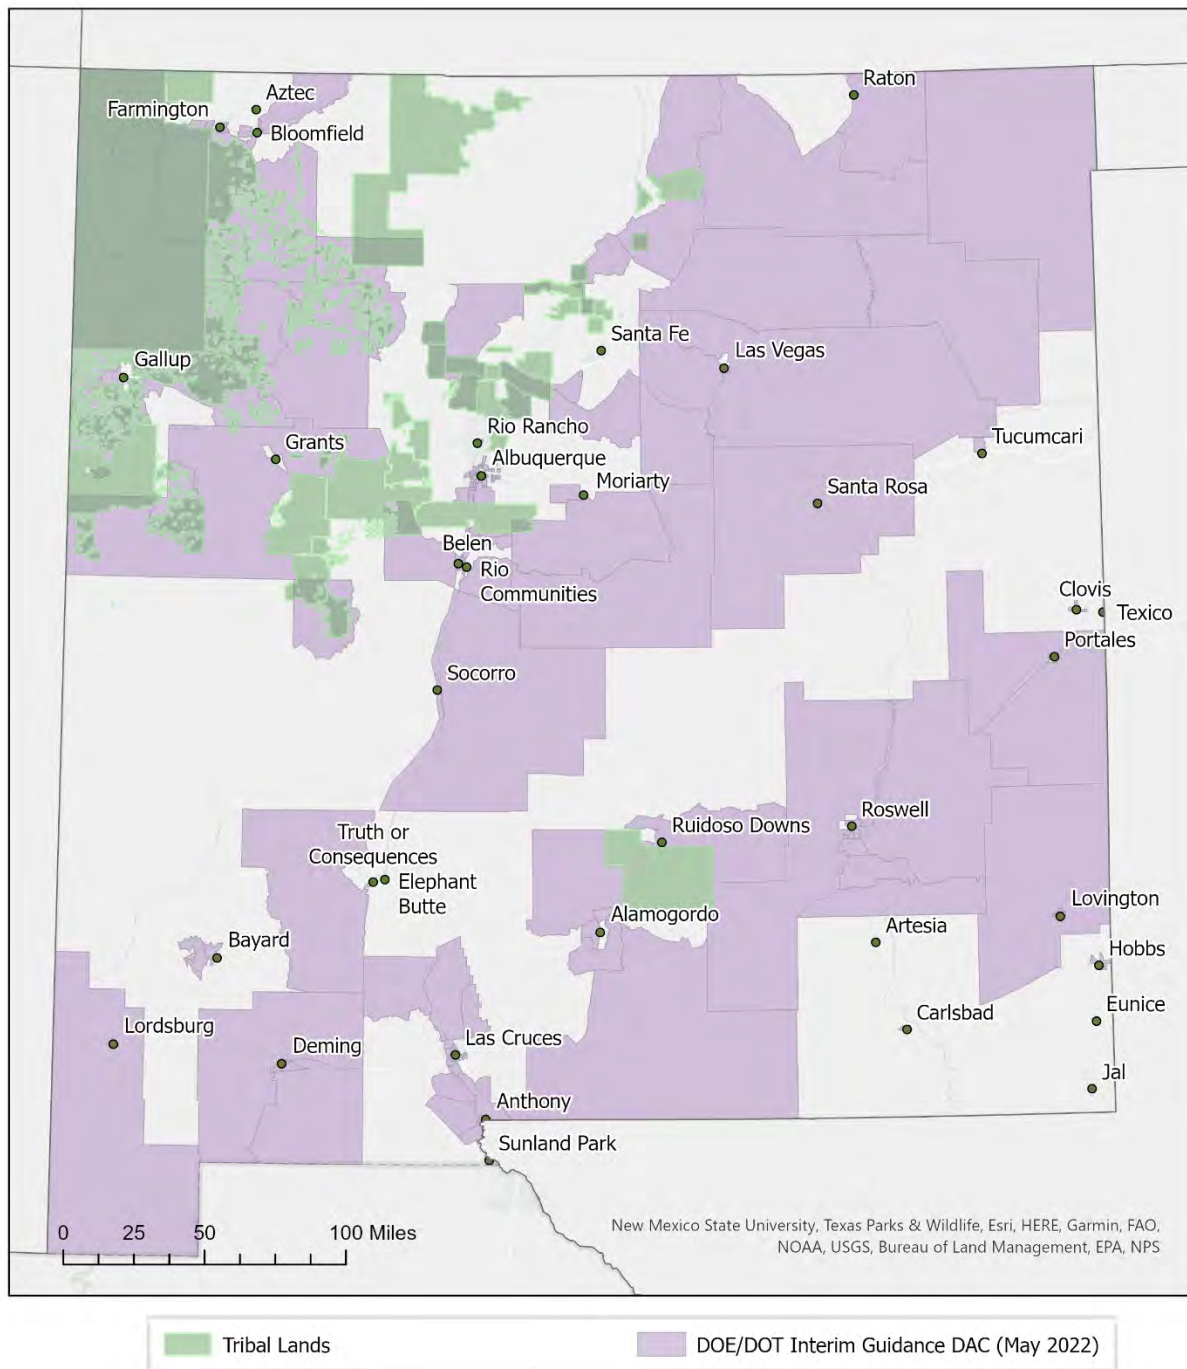 Raton
Aztec
Farmington
Bloomfield
Santa Fe
Las Vegas
Gallup
Rio Rancho
Tucumcari
Grants
Albuquerque
Moriarty
Santa Rosa
Belen
Rio
Communities
Clovis
Texico
Portales
Socorro
Truth or
Consequences
Elephant
Butte
Ruidoso Downs
Roswell
Alamogordo
Lovington
Artesia
Bayard
Hobbs
Lordsburg
Deming
Las Cruces
Carlsbad
Eunice
Jal
Anthony
Sunland Park
0 25 50 100 Miles
New Mexico State University, Texas Parks & Wildlife, Esri, HERE, Garmin, FAO,
NOAA, USGS, Bureau of Land Management, EPA, NPS
Tribal Lands
DOE/DOT Interim Guidance DAC (May 2022)